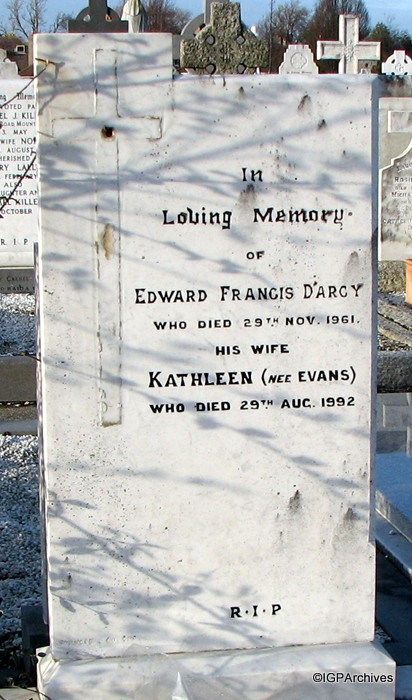 In
Loving Memory
OF
EDWARD FRANCIS D'ARCY
WHO DIED 29TH NOV. 1961.
HIS WIFE
KATHLEEN (NEE EVANS)
WHO DIED 29TH AUG. 1992
R·I·P
R I P
©IGPArchives